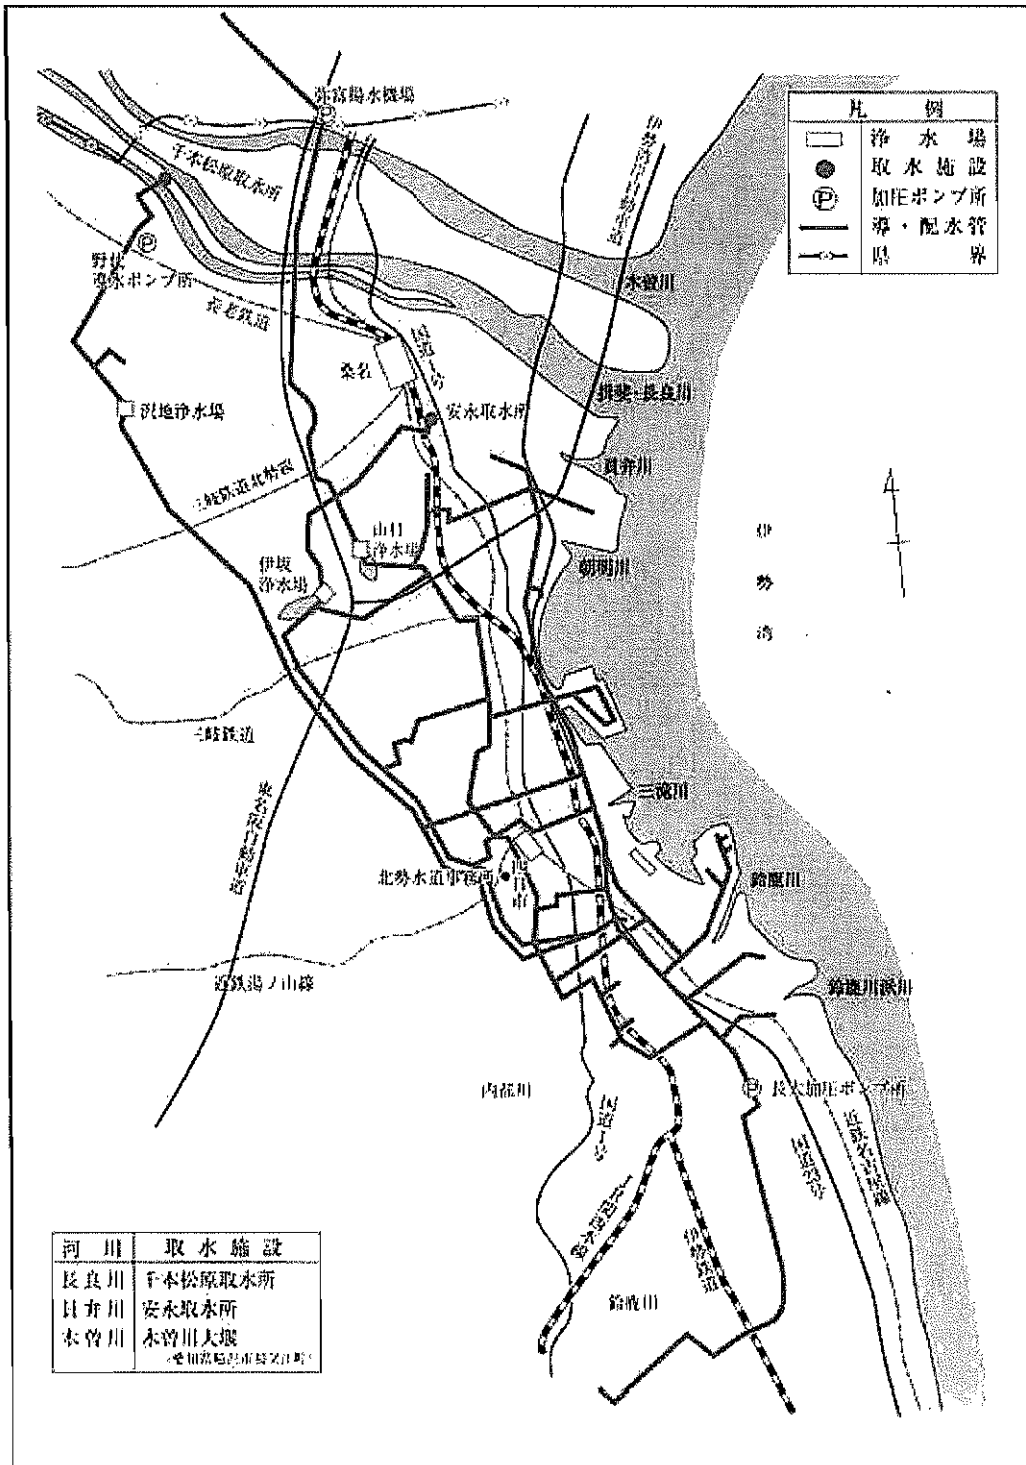 弥富揚水機場
千本松原取水所
伊勢湾岸自動車道
凡 例
浄 水 場
取 水 施 設
加圧ポンプ所
導・配水管
県 界
野代
導水ポンプ所
養老鉄道
木曽川
国道1号
桑名
揖斐・長良川
沢地浄水場
安永取水所
員弁川
三岐鉄道北勢線
山村
浄水場
伊坂
浄水場
朝明川
伊 勢 湾
三岐鉄道
三滝川
東名阪自動車道
北勢水道事務所
四日市
鈴鹿川
近鉄湯ノ山線
鈴鹿川派川
内部川
国道1号
長太加圧ポンプ所
近鉄名古屋線
国道23号
伊勢鉄道
鈴鹿川
河 川 取 水 施 設
長良川 千本松原取水所
員弁川 安永取水所
木曽川 木曽川大堰